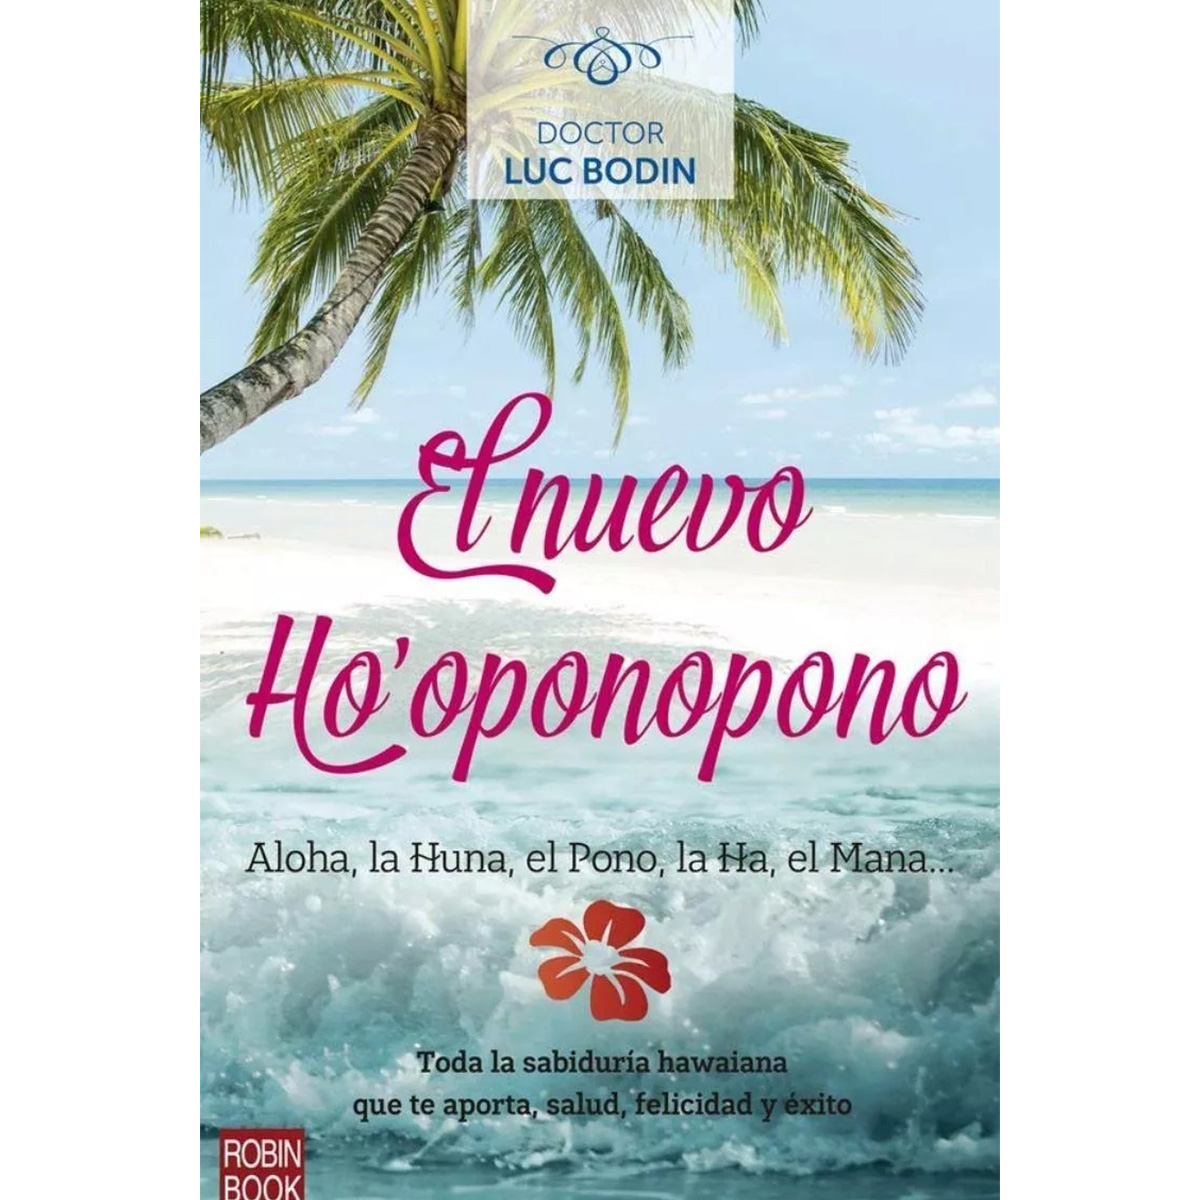 DOCTOR
LUC BODIN
El nuevo
Ho'oponopono
Aloha, la Huna, el Pono, la Ha, el Mana...
Toda la sabiduría hawaiana
que te aporta, salud, felicidad y éxito
ROBIN
BOOK